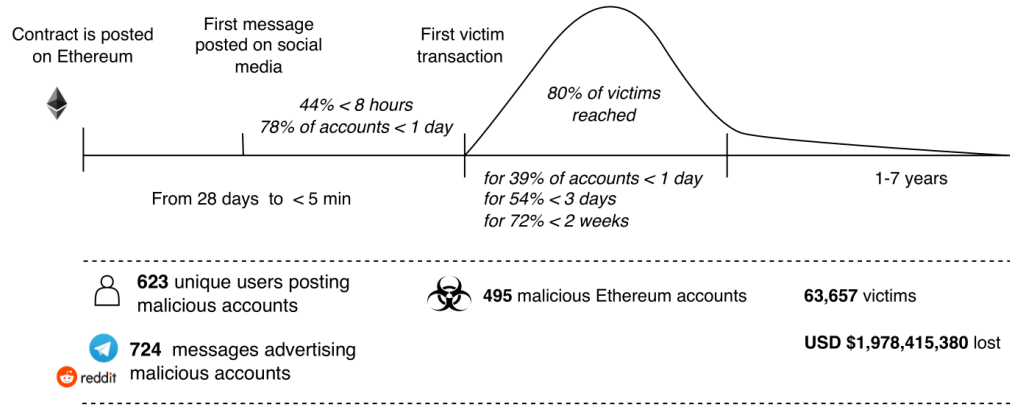 Contract is posted
on Ethereum
First message
posted on social
media
First victim
transaction
44% < 8 hours
78% of accounts < 1 day
80% of victims
reached
From 28 days to < 5 min
for 39% of accounts < 1 day
for 54% < 3 days
for 72% < 2 weeks
1-7 years
623 unique users posting
malicious accounts
495 malicious Ethereum accounts
63,657 victims
724 messages advertising
malicious accounts
reddit
USD $1,978,415,380 lost